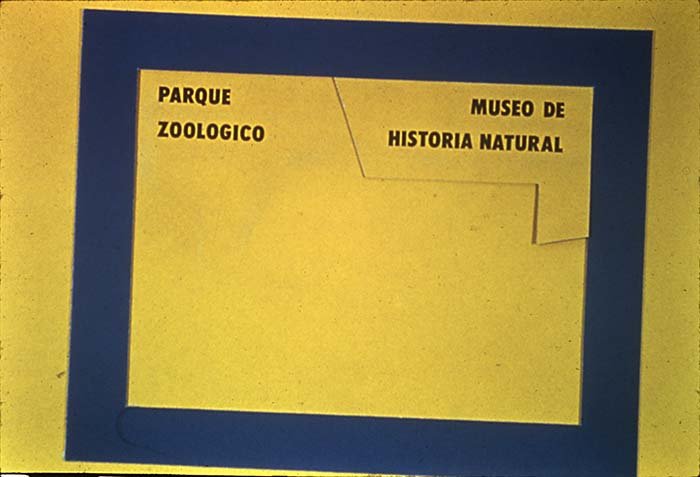 PARQUE
ZOOLOGICO
MUSEO DE
HISTORIA NATURAL